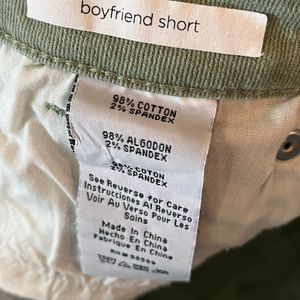 boyfriend short
98% COTTON
2% SPANDEX
98% ALGODON
2% SPANDEX
98% COTON
2% SPANDEX
See Reverse for Care
Instrucciones Al Reverso
Voir Au Verso Pour Les
Soins
Made In China
Hecho En China
Fabrique En China